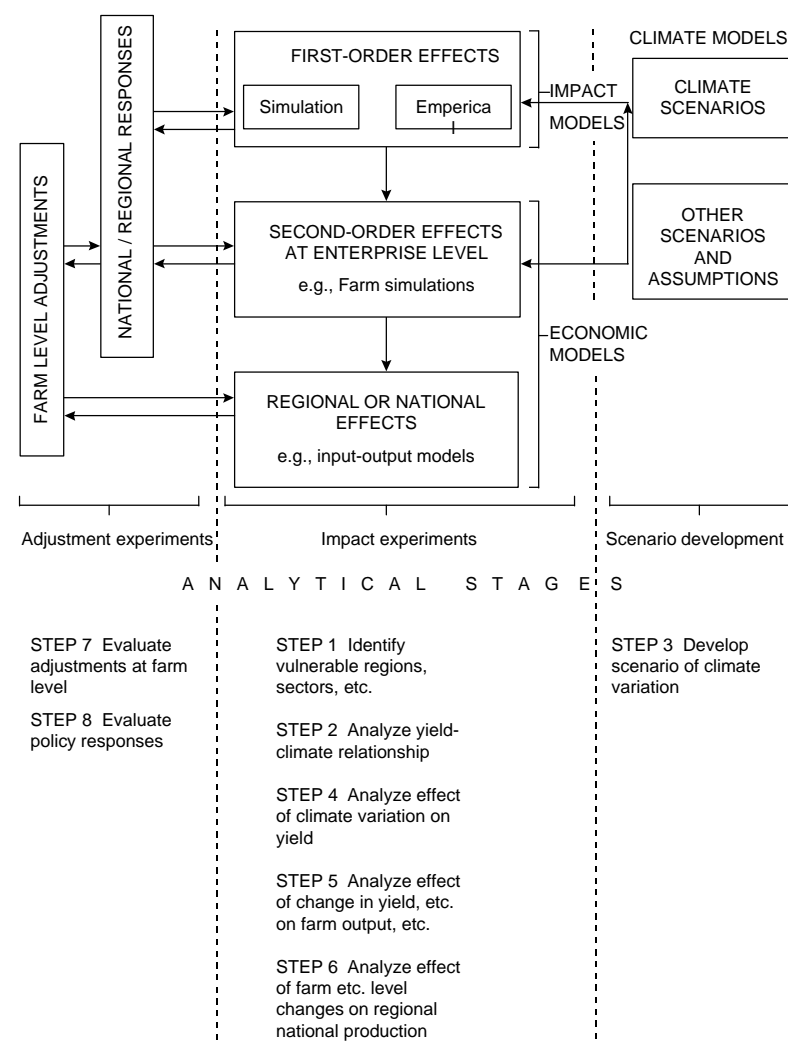 CLIMATE MODELS
FARM LEVEL ADJUSTMENTS
NATIONAL / REGIONAL RESPONSES
FIRST-ORDER EFFECTS
Simulation
Emperica
l
IMPACT
MODELS
CLIMATE
SCENARIOS
SECOND-ORDER EFFECTS
AT ENTERPRISE LEVEL
e.g., Farm simulations
OTHER
SCENARIOS
AND
ASSUMPTIONS
ECONOMIC
MODELS
REGIONAL OR NATIONAL
EFFECTS
e.g., input-output models
Adjustment experiments
Impact experiments
Scenario development
A N A L Y T I C A L S T A G E S
STEP 7 Evaluate
adjustments at farm
level
STEP 8 Evaluate
policy responses
STEP 1 Identify
vulnerable regions,
sectors, etc.
STEP 2 Analyze yield-
climate relationship
STEP 4 Analyze effect
of climate variation on
yield
STEP 5 Analyze effect
of change in yield, etc.
on farm output, etc.
STEP 6 Analyze effect
of farm etc. level
changes on regional
national production
STEP 3 Develop
scenario of climate
variation